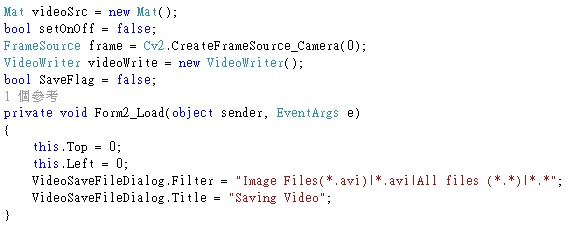 Mat videoSrc = new Mat();
bool setOnOff = false;
FrameSource frame = Cv2.CreateFrameSource_Camera(0);
VideoWriter videoWrite = new VideoWriter();
bool SaveFlag = false;
1 個參考
private void Form2_Load(object sender, EventArgs e)
{
    this.Top = 0;
    this.Left = 0;
    VideoSaveFileDialog.Filter = "Image Files(*.avi)|*.avi|All files (*.*)|*.*";
    VideoSaveFileDialog.Title = "Saving Video";
}